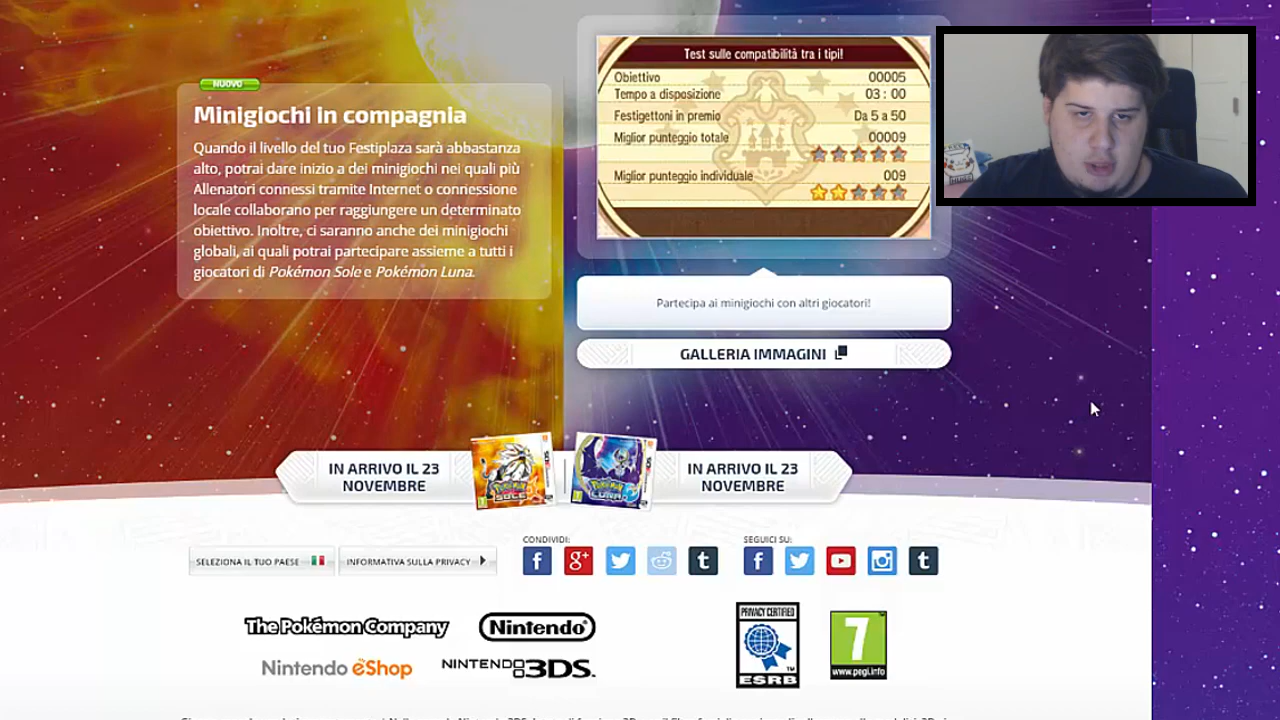 NUOVO
Minigiochi in compagnia
Quando il livello del tuo Festiplaza sarà abbastanza
alto, potrai dare inizio a dei minigiochi nei quali più
Allenatori connessi tramite Internet o connessione
locale collaborano per raggiungere un determinato
obiettivo. Inoltre, ci saranno anche dei minigiochi
globali, ai quali potrai partecipare assieme a tutti i
giocatori di Pokémon Sole e Pokémon Luna.
Test sulle compatibilità tra i tipi!
Obiettivo 00005
Tempo a disposizione 03 : 00
Festigettoni in premio Da 5 a 50
Miglior punteggio totale 00009
Miglior punteggio individuale 009
Partecipa ai minigiochi con altri giocatori!
GALLERIA IMMAGINI
IN ARRIVO IL 23
NOVEMBRE
POKÉMON SOLE
POKÉMON LUNA
IN ARRIVO IL 23
NOVEMBRE
SELEZIONA IL TUO PAESE
INFORMATIVA SULLA PRIVACY
CONDIVIDI:
f g+ t
SEGUICI SU:
f t
The Pokémon Company
Nintendo
Nintendo eShop
NINTENDO 3DS.
PRIVACY CERTIFIED
ESRB
TM
7
www.pegi.info